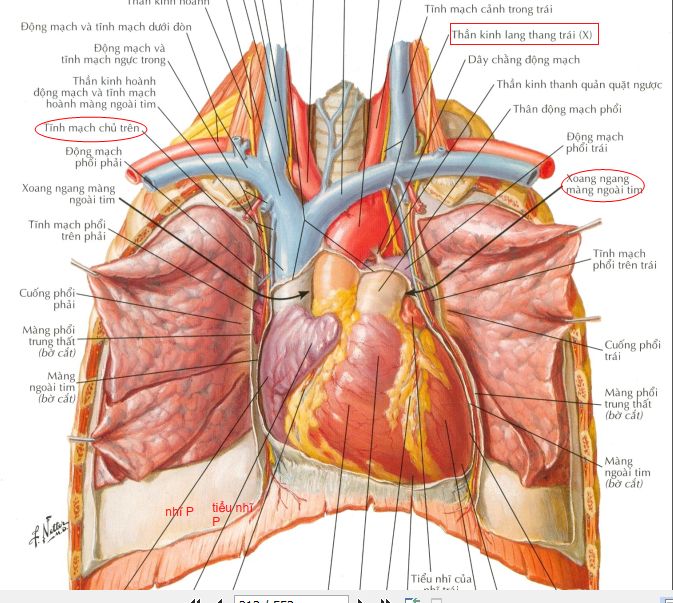 Thần kinh hoành
Động mạch và tĩnh mạch dưới đòn
Động mạch và
tĩnh mạch ngực trong
Thần kinh hoành
động mạch và tĩnh mạch
hoành màng ngoài tim
Tĩnh mạch chủ trên
Động mạch
phổi phải
Xoang ngang màng
ngoài tim
Tĩnh mạch phổi
trên phải
Cuống phổi
phải
Màng phổi
trung thất
(bờ cắt)
Màng
ngoài tim
(bờ cắt)
Tĩnh mạch cảnh trong trái
Thần kinh lang thang trái (X)
Dây chằng động mạch
Thần kinh thanh quản quặt ngược
Thân động mạch phổi
Động mạch
phổi trái
Xoang ngang
màng ngoài tim
Tĩnh mạch
phổi trên trái
Cuống phổi
trái
Màng phổi
trung thất
(bờ cắt)
Màng
ngoài tim
(bờ cắt)
nhĩ P
tiểu nhĩ
P
F. Netter
M.D.
Tiểu nhĩ của
nhĩ trái